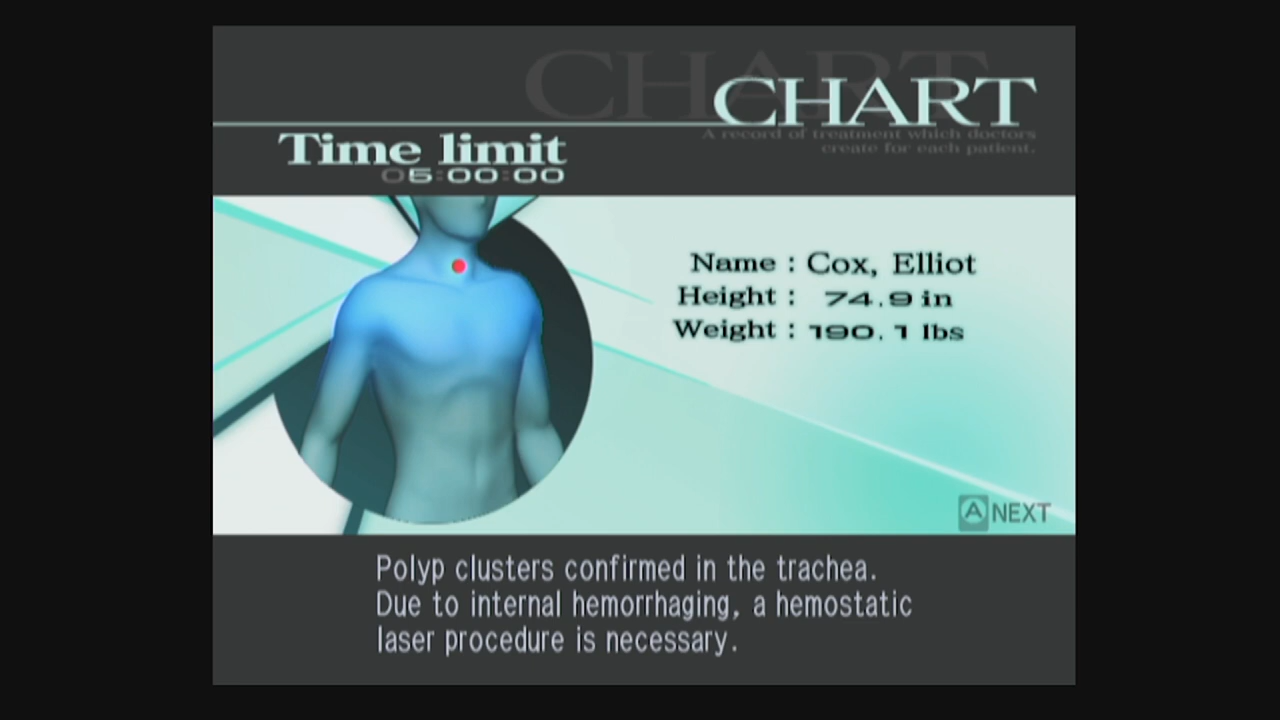 CHART
CHART
A record of treatment which doctors
create for each patient.
Time limit
05:00:00
Name : Cox, Elliot
Height : 74.9 in
Weight : 190.1 lbs
A NEXT
Polyp clusters confirmed in the trachea.
Due to internal hemorrhaging, a hemostatic
laser procedure is necessary.